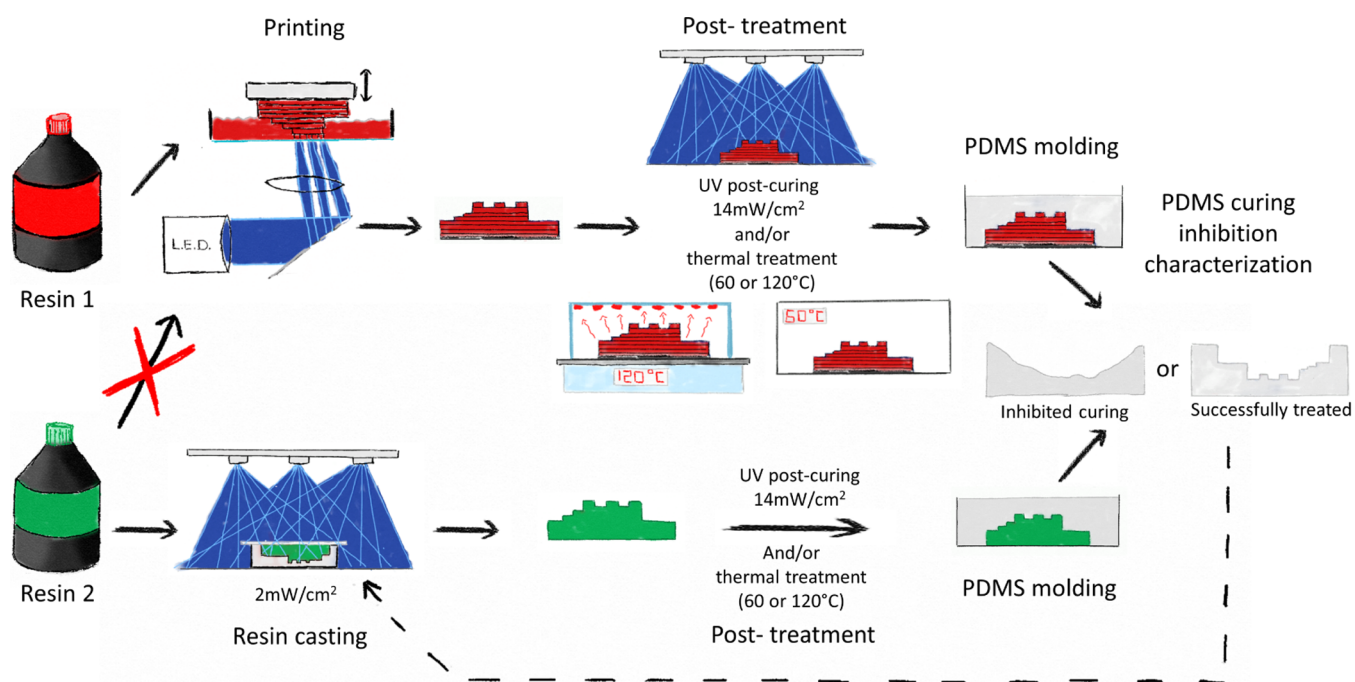 Printing
Post- treatment
L.E.D.
Resin 1
UV post-curing
14mW/cm²
and/or
thermal treatment
(60 or 120°C)
PDMS molding
PDMS curing
inhibition
characterization
120°C
60°C
Inhibited curing
or
Successfully treated
Resin 2
2mW/cm²
Resin casting
UV post-curing
14mW/cm²
And/or
thermal treatment
(60 or 120°C)
Post- treatment
PDMS molding